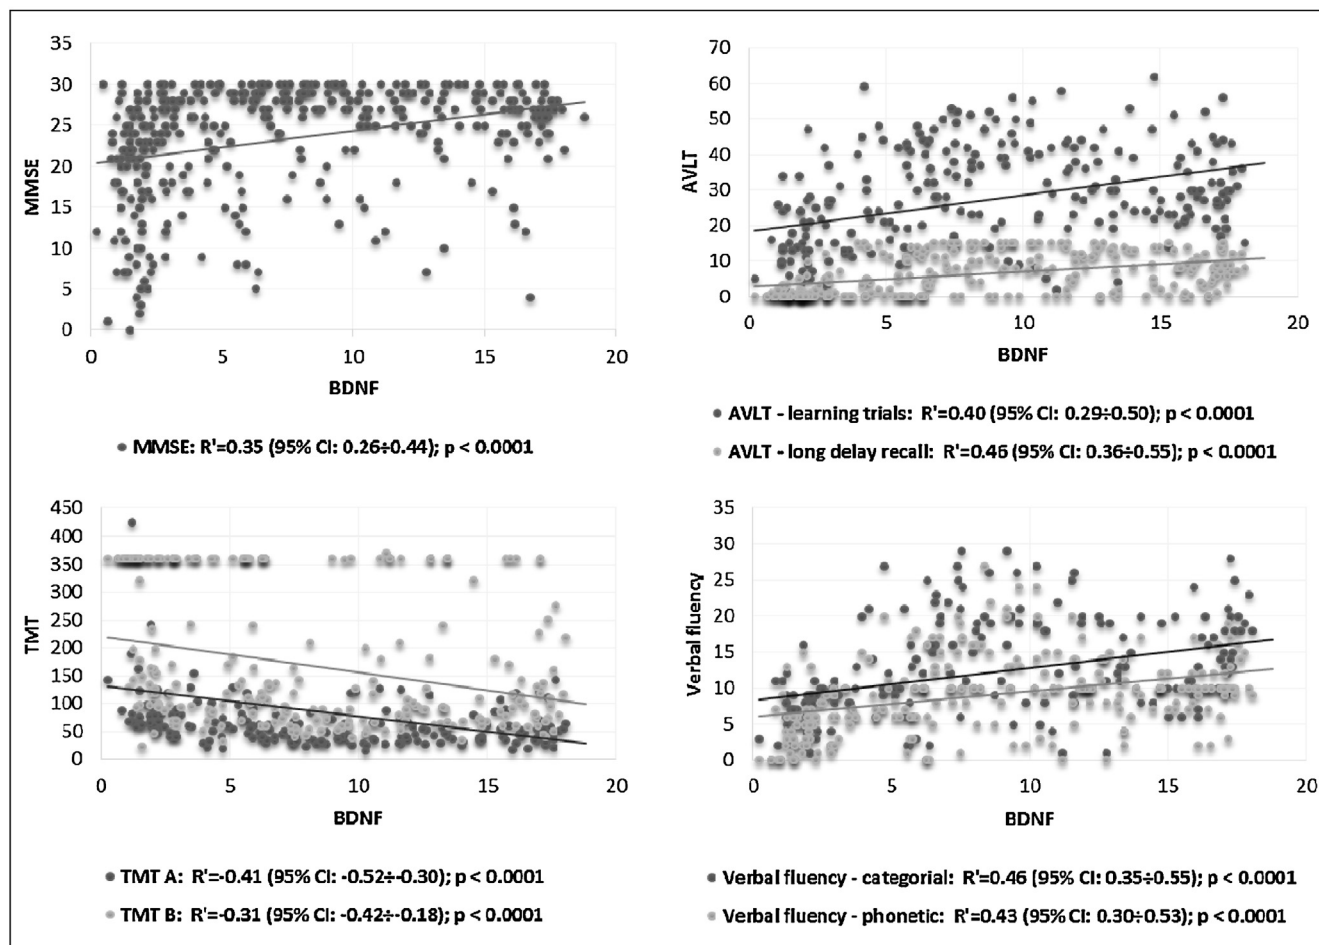 35
30
25
20
15
10
5
0
MMSE
0 5 10 15 20
BDNF
● MMSE: R'=0.35 (95% CI: 0.26÷0.44); p < 0.0001
70
60
50
40
30
20
10
0
AVLT
0 5 10 15 20
BDNF
● AVLT - learning trials: R'=0.40 (95% CI: 0.29÷0.50); p < 0.0001
● AVLT - long delay recall: R'=0.46 (95% CI: 0.36÷0.55); p < 0.0001
450
400
350
300
250
200
150
100
50
0
TMT
0 5 10 15 20
BDNF
● TMT A: R'=-0.41 (95% CI: -0.52÷-0.30); p < 0.0001
● TMT B: R'=-0.31 (95% CI: -0.42÷-0.18); p < 0.0001
35
30
25
20
15
10
5
0
Verbal fluency
0 5 10 15 20
BDNF
● Verbal fluency - categorial: R'=0.46 (95% CI: 0.35÷0.55); p < 0.0001
● Verbal fluency - phonetic: R'=0.43 (95% CI: 0.30÷0.53); p < 0.0001